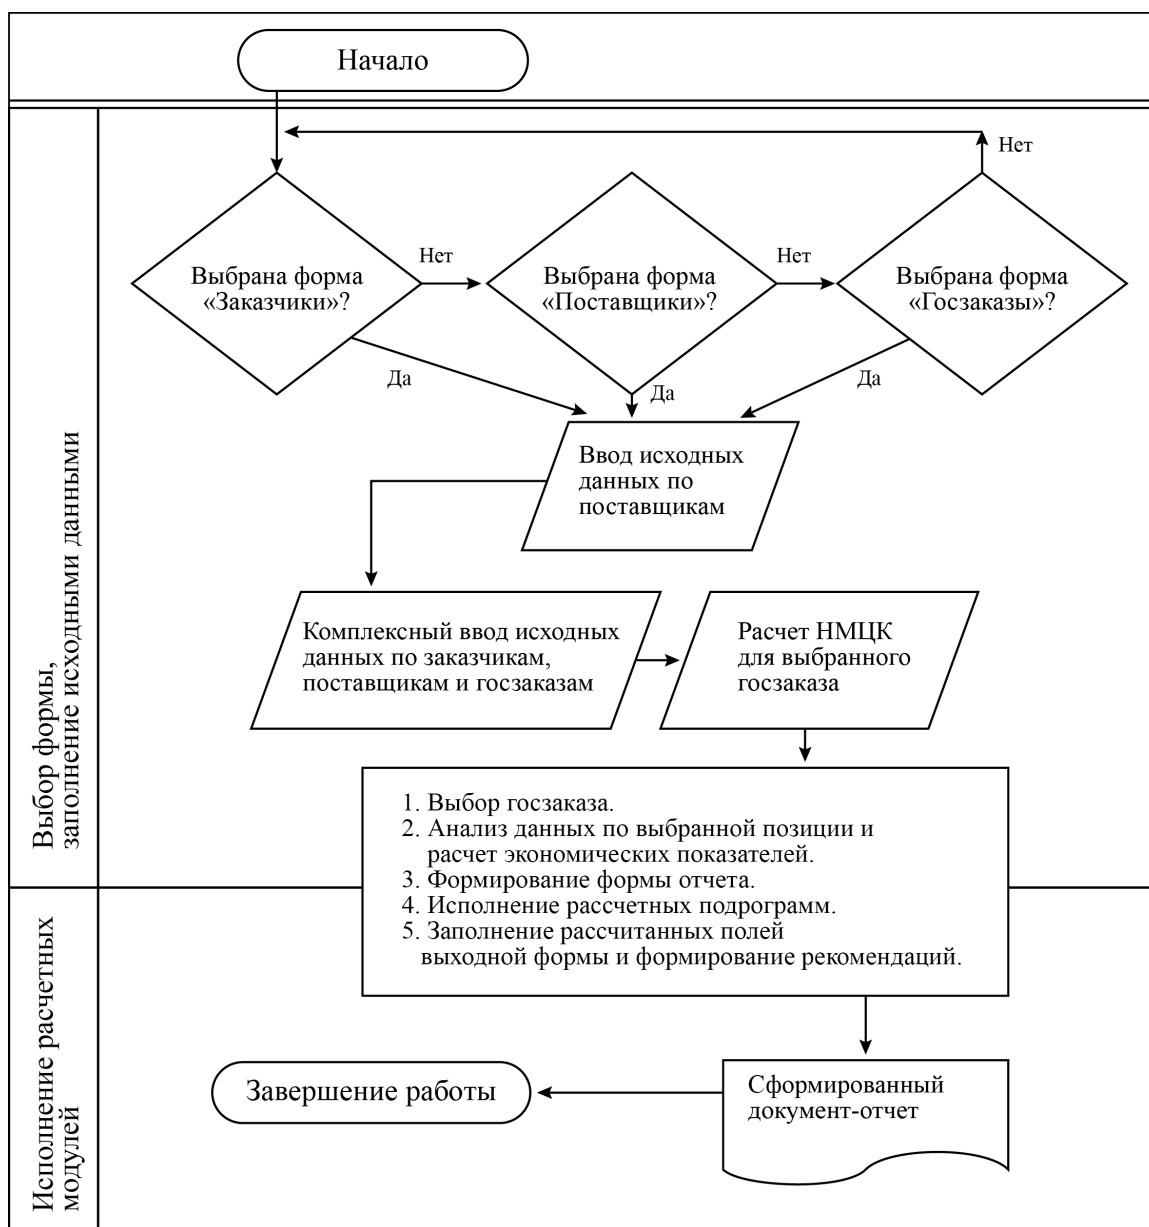 Начало
Нет
Выбрана форма
«Заказчики»?
Нет
Выбрана форма
«Поставщики»?
Нет
Выбрана форма
«Госзаказы»?
Да
Да
Да
Ввод исходных
данных по
поставщикам
Комплексный ввод исходных
данных по заказчикам,
поставщикам и госзаказам
Расчет НМЦК
для выбранного
госзаказа
Выбор формы,
заполнение исходными данными
1. Выбор госзаказа.
2. Анализ данных по выбранной позиции и
расчет экономических показателей.
3. Формирование формы отчета.
4. Исполнение рассчетных подрограмм.
5. Заполнение рассчитанных полей
выходной формы и формирование рекомендаций.
Исполнение расчетных
модулей
Сформированный
документ-отчет
Завершение работы